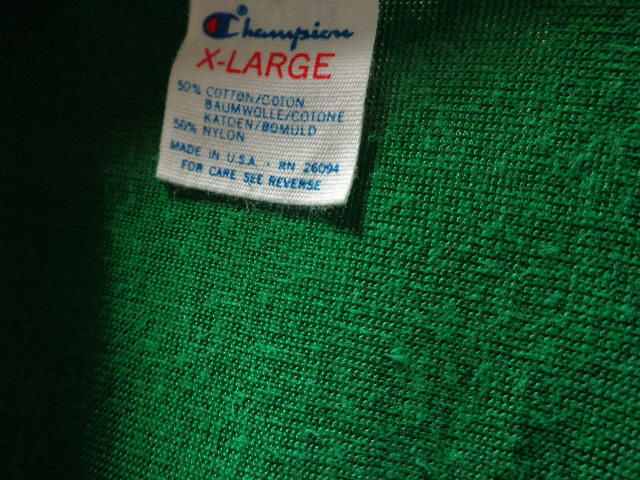 Champion®
X-LARGE
50% COTTON/COTON
BAUMWOLLE/COTONE
KATOEN/BOMULD
50% NYLON
MADE IN U.S.A. · RN 26094
FOR CARE SEE REVERSE